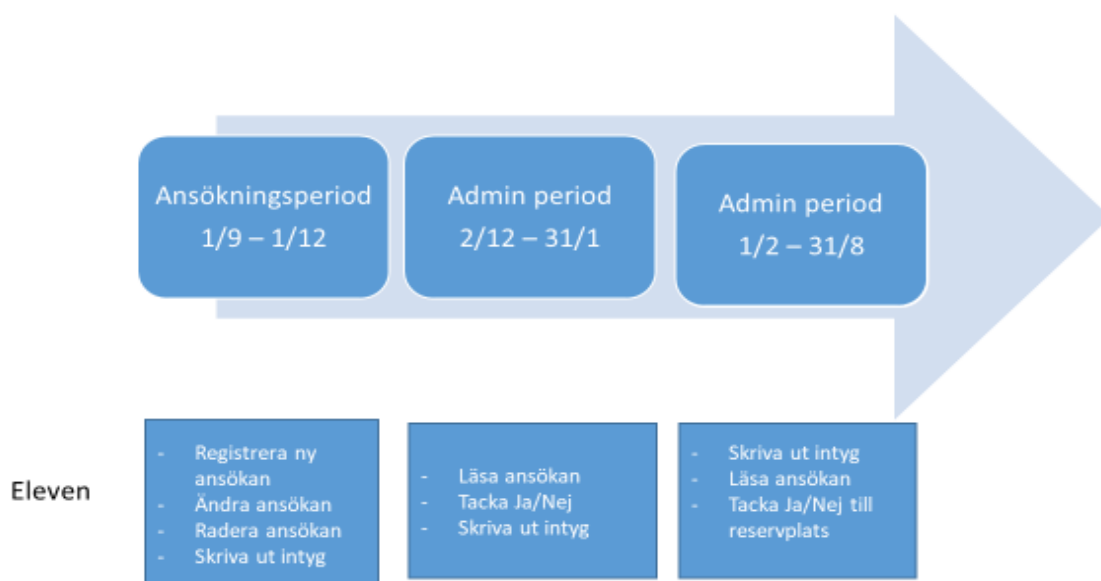 Ansökningsperiod
1/9 – 1/12
Admin period
2/12 – 31/1
Admin period
1/2 – 31/8
Eleven
- Registrera ny
ansökan
- Ändra ansökan
- Radera ansökan
- Skriva ut intyg
- Läsa ansökan
- Tacka Ja/Nej
- Skriva ut intyg
- Skriva ut intyg
- Läsa ansökan
- Tacka Ja/Nej till
reservplats